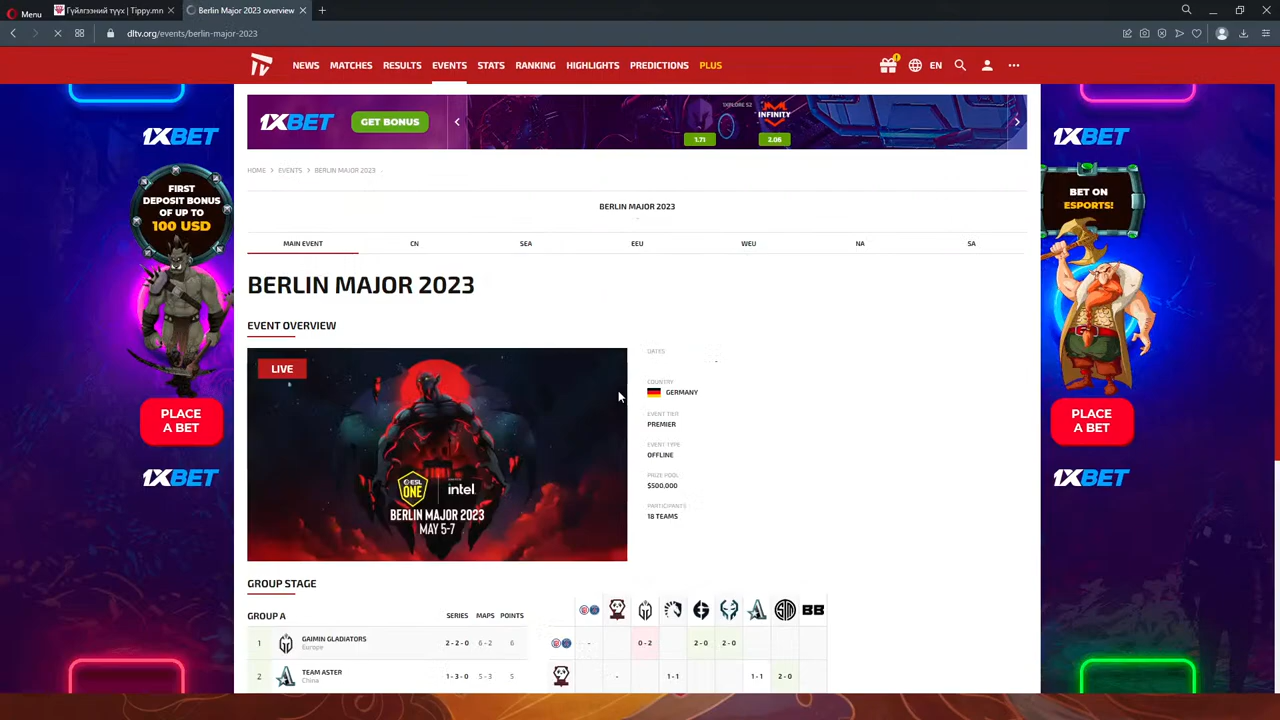 Menu
Гүйлгээний түүх | Tippy.mn
Berlin Major 2023 overview
dltv.org/events/berlin-major-2023
NEWS MATCHES RESULTS EVENTS STATS RANKING HIGHLIGHTS PREDICTIONS PLUS
EN
1XBET GET BONUS
INFINITY
1.71 2.06
HOME > EVENTS > BERLIN MAJOR 2023
BERLIN MAJOR 2023
MAIN EVENT CN SEA EEU WEU NA SA
BERLIN MAJOR 2023
EVENT OVERVIEW
LIVE
ESL ONE intel.
BERLIN MAJOR 2023
MAY 5-7
DATES
COUNTRY
GERMANY
EVENT TIER
PREMIER
EVENT TYPE
OFFLINE
PRIZE POOL
$500,000
PARTICIPANTS
18 TEAMS
GROUP STAGE
GROUP A SERIES MAPS POINTS
BB
1 GAIMIN GLADIATORS 2 - 2 - 0 6 - 2 6
Europe
- 0 - 2 2 - 0 2 - 0
2 TEAM ASTER 1 - 3 - 0 5 - 3 5
China
- 1 - 1 1 - 1 2 - 0
1XBET
FIRST
DEPOSIT BONUS
OF UP TO
100 USD
PLACE
A BET
1XBET
1XBET
BET ON
ESPORTS!
PLACE
A BET
1XBET